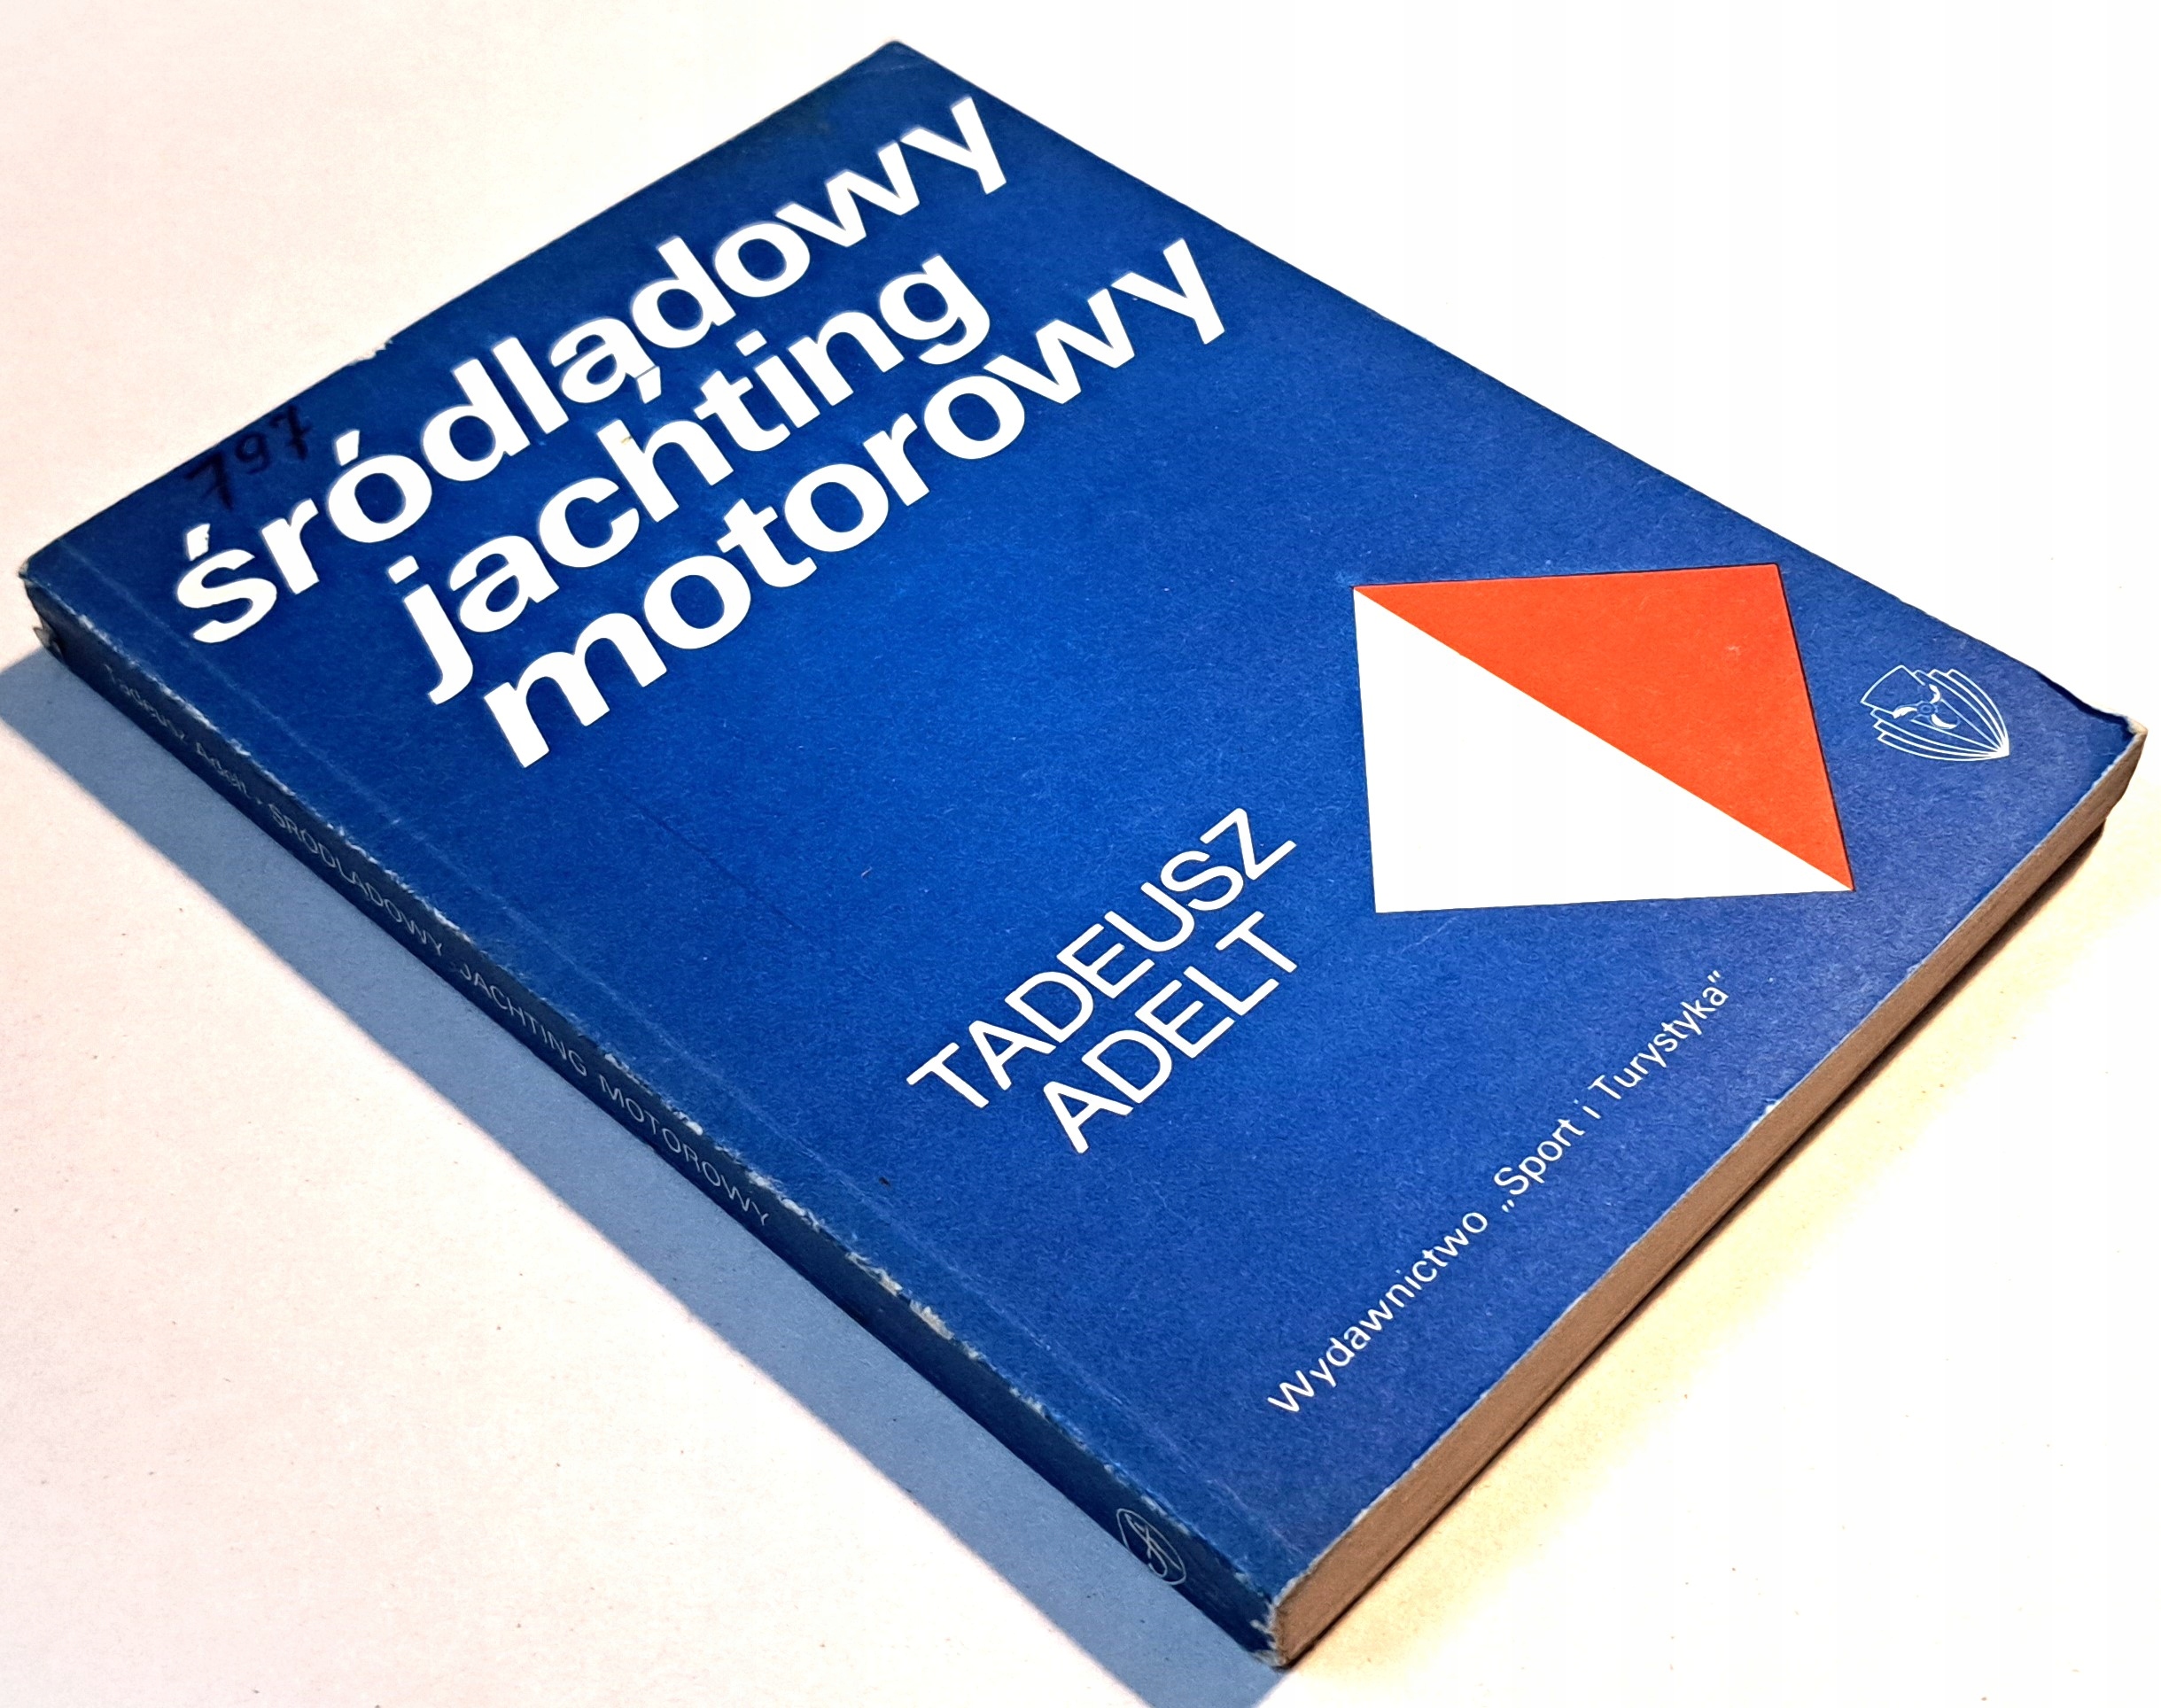 797
śródlądowy
jachting
motorowy
TADEUSZ
ADELT
Wydawnictwo „Sport i Turystyka”
Tadeusz Adelt · ŚRÓDLĄDOWY JACHTING MOTOROWY